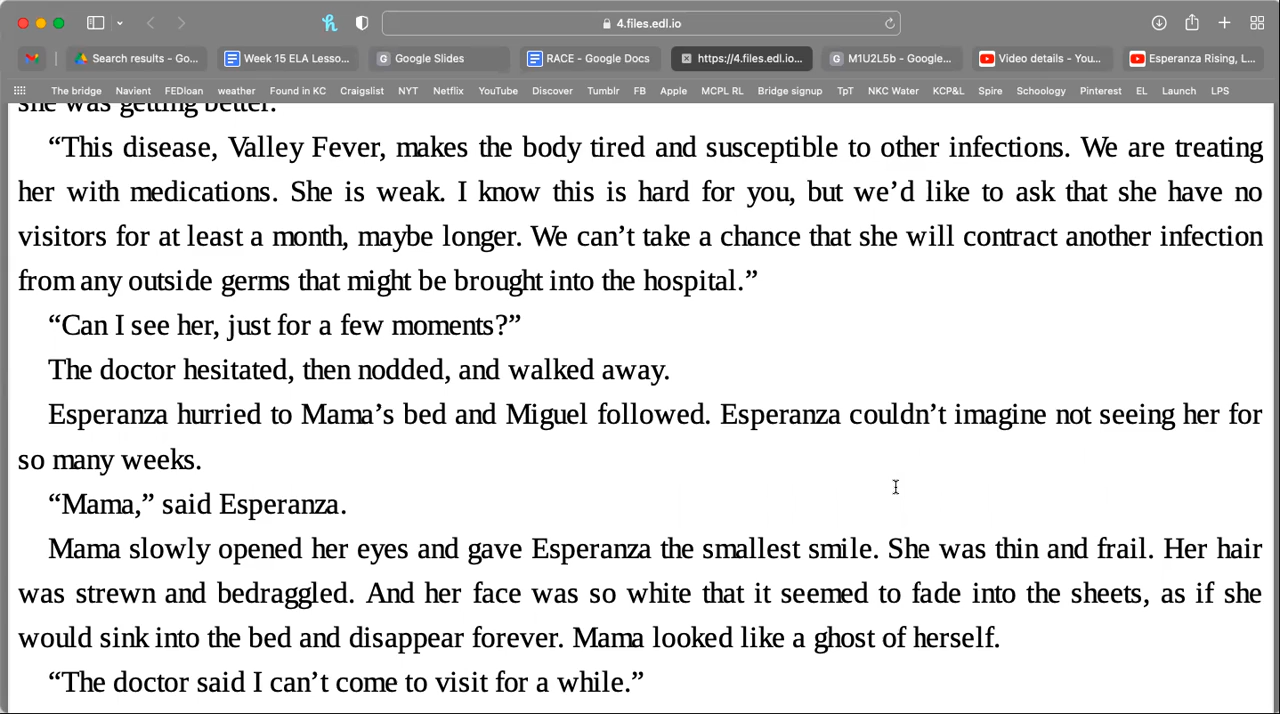 4.files.edl.io
Search results - Go... Week 15 ELA Lesso... Google Slides RACE - Google Docs https://4.files.edl.io... M1U2L5b - Google... Video details - You... Esperanza Rising, L...
The bridge Navient FEDloan weather Found in KC Craigslist NYT Netflix YouTube Discover Tumblr FB Apple MCPL RL Bridge signup TpT NKC Water KCP&L Spire Schoology Pinterest EL Launch LPS
she was getting better.
“This disease, Valley Fever, makes the body tired and susceptible to other infections. We are treating
her with medications. She is weak. I know this is hard for you, but we’d like to ask that she have no
visitors for at least a month, maybe longer. We can’t take a chance that she will contract another infection
from any outside germs that might be brought into the hospital.”
“Can I see her, just for a few moments?”
The doctor hesitated, then nodded, and walked away.
Esperanza hurried to Mama’s bed and Miguel followed. Esperanza couldn’t imagine not seeing her for
so many weeks.
“Mama,” said Esperanza.
Mama slowly opened her eyes and gave Esperanza the smallest smile. She was thin and frail. Her hair
was strewn and bedraggled. And her face was so white that it seemed to fade into the sheets, as if she
would sink into the bed and disappear forever. Mama looked like a ghost of herself.
“The doctor said I can’t come to visit for a while.”